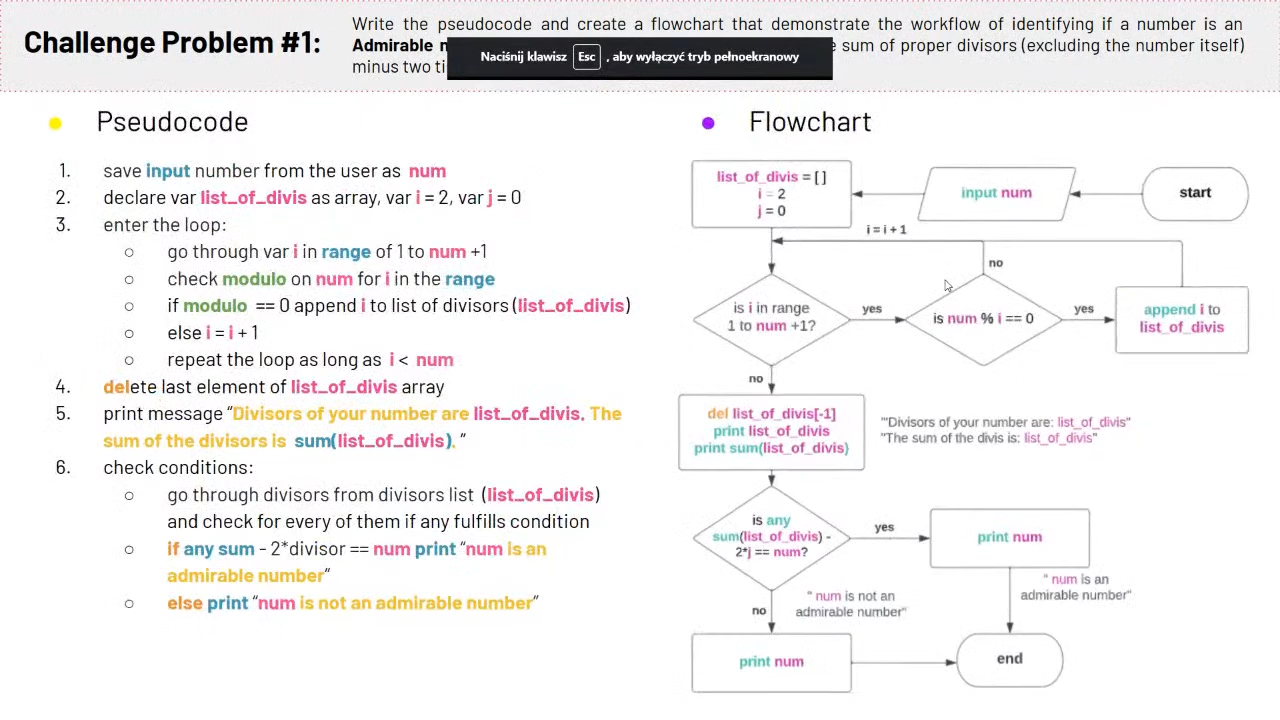 Challenge Problem #1:
Write the pseudocode and create a flowchart that demonstrate the workflow of identifying if a number is an
Admirable sum of proper divisors (excluding the number itself)
minus two
Naciśnij klawisz Esc , aby wyłączyć tryb pełnoekranowy
Pseudocode
1. save input number from the user as num
2. declare var list_of_divis as array, var i = 2, var j = 0
3. enter the loop:
○ go through var i in range of 1 to num +1
○ check modulo on num for i in the range
○ if modulo == 0 append i to list of divisors (list_of_divis)
○ else i = i + 1
○ repeat the loop as long as i < num
4. delete last element of list_of_divis array
5. print message "Divisors of your number are list_of_divis. The
sum of the divisors is sum(list_of_divis). "
6. check conditions:
○ go through divisors from divisors list (list_of_divis)
and check for every of them if any fulfills condition
○ if any sum - 2*divisor == num print "num is an
admirable number"
○ else print "num is not an admirable number"
Flowchart
list_of_divis = [ ]
i = 2
j = 0
input num
start
i = i + 1
no
is i in range
1 to num +1?
yes
is num % i == 0
yes
append i to
list_of_divis
no
del list_of_divis[-1]
print list_of_divis
print sum(list_of_divis)
"'Divisors of your number are: list_of_divis"
"The sum of the divis is: list_of_divis"
is any
sum(list_of_divis) -
2*j == num?
yes
print num
" num is an
admirable number"
" num is not an
admirable number"
no
print num
end